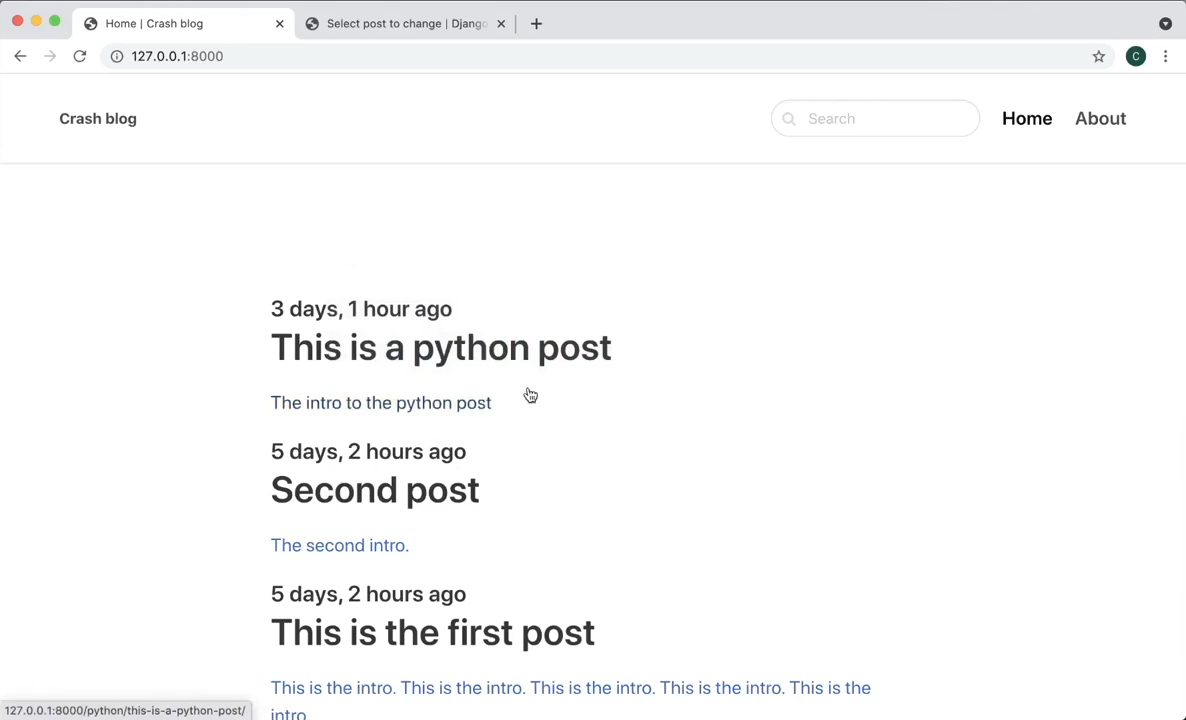 Home | Crash blog
Select post to change | Django
127.0.0.1:8000
C
Crash blog
Search
Home
About
3 days, 1 hour ago
This is a python post
The intro to the python post
5 days, 2 hours ago
Second post
The second intro.
5 days, 2 hours ago
This is the first post
This is the intro. This is the intro. This is the intro. This is the intro. This is the
intro
127.0.0.1:8000/python/this-is-a-python-post/